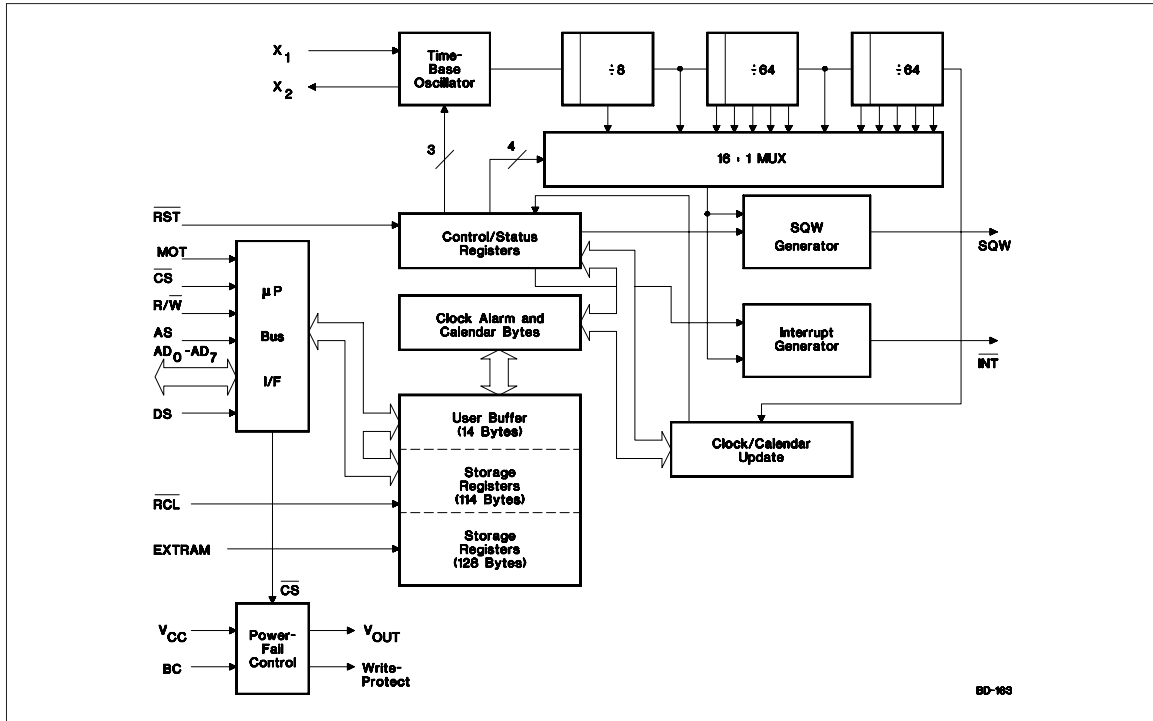 X1
X2
Time-
Base
Oscillator
÷8
÷64
÷64
3
4
16 : 1 MUX
RST
Control/Status
Registers
SQW
Generator
SQW
MOT
CS
R/W
AS
AD0-AD7
DS
µP
Bus
I/F
Clock Alarm and
Calendar Bytes
Interrupt
Generator
INT
User Buffer
(14 Bytes)
Storage
Registers
(114 Bytes)
Storage
Registers
(128 Bytes)
Clock/Calendar
Update
RCL
EXTRAM
CS
VCC
BC
Power-
Fail
Control
VOUT
Write-
Protect
BD-163